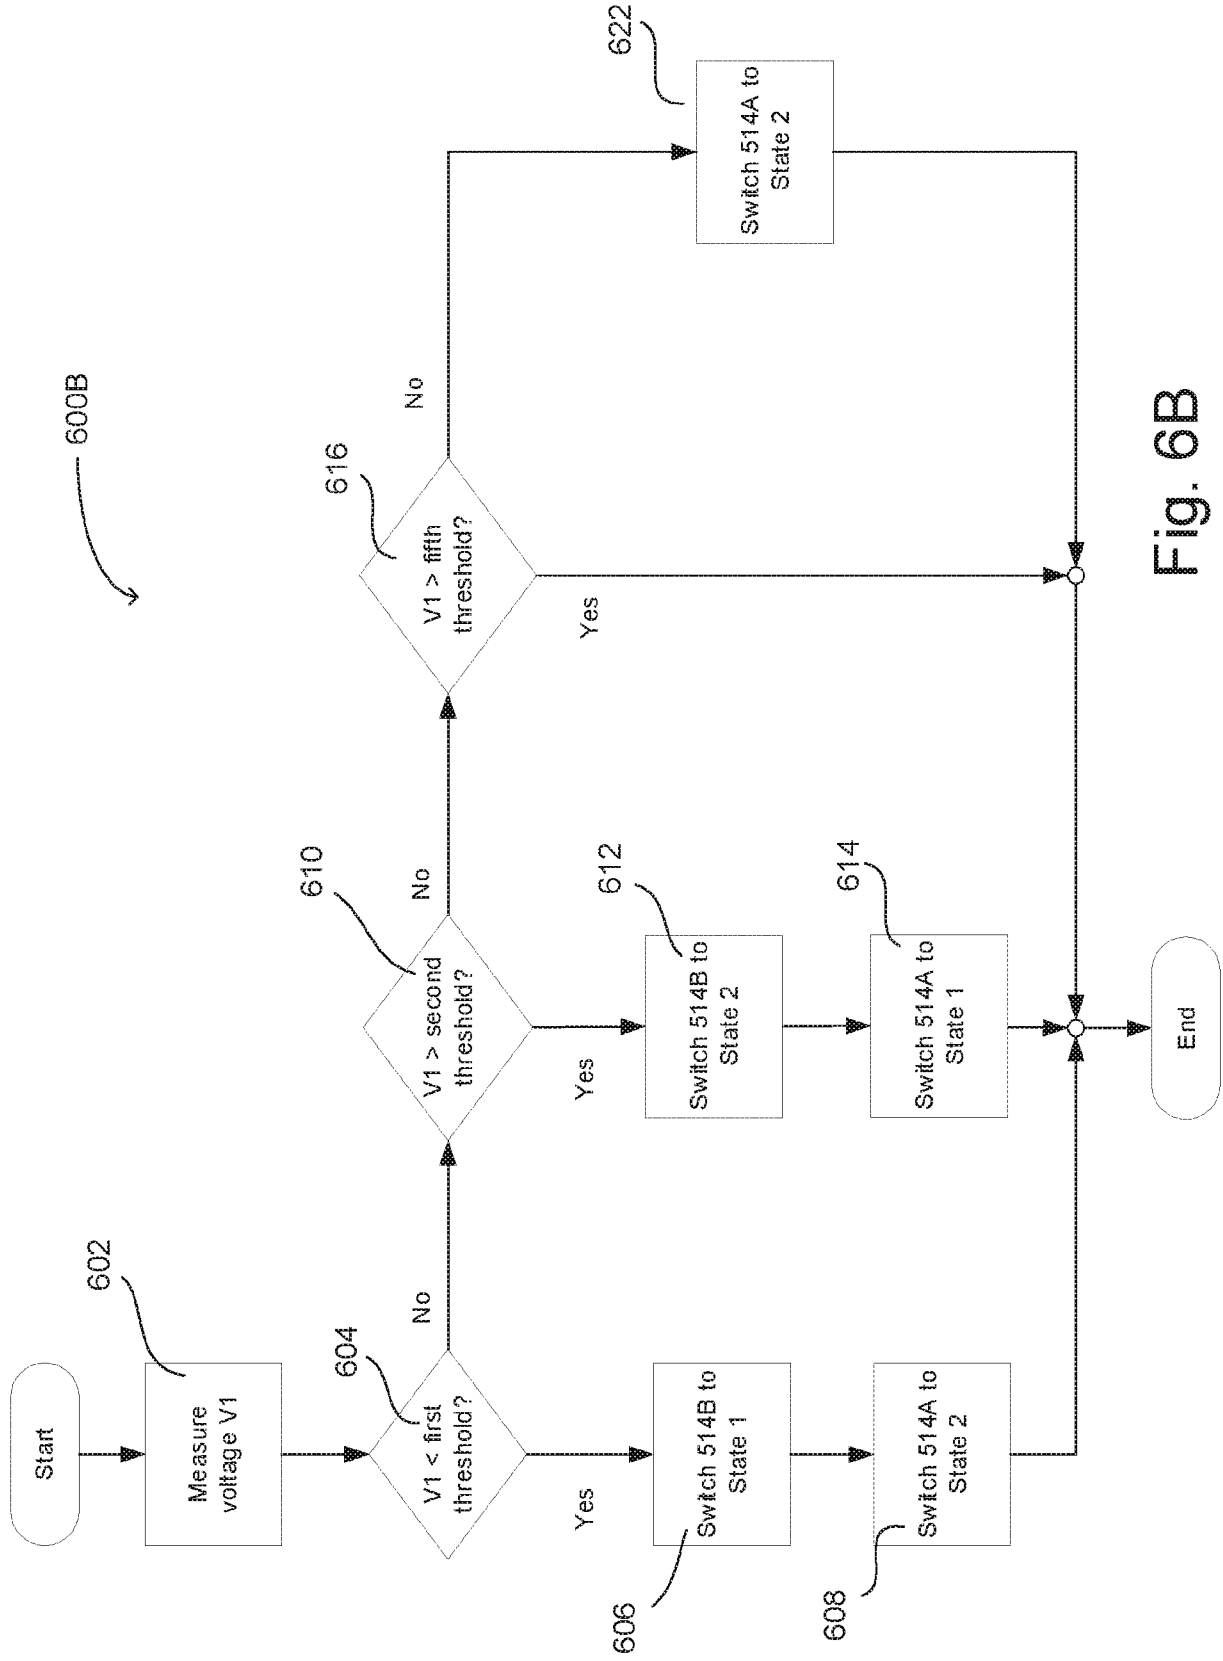 600B
Start
602
Measure
voltage V1
604
V1 < first
threshold?
No
Yes
606
Switch 514B to
State 1
608
Switch 514A to
State 2
610
V1 > second
threshold?
No
Yes
612
Switch 514B to
State 2
614
Switch 514A to
State 1
616
V1 > fifth
threshold?
No
Yes
622
Switch 514A to
State 2
End
Fig. 6B